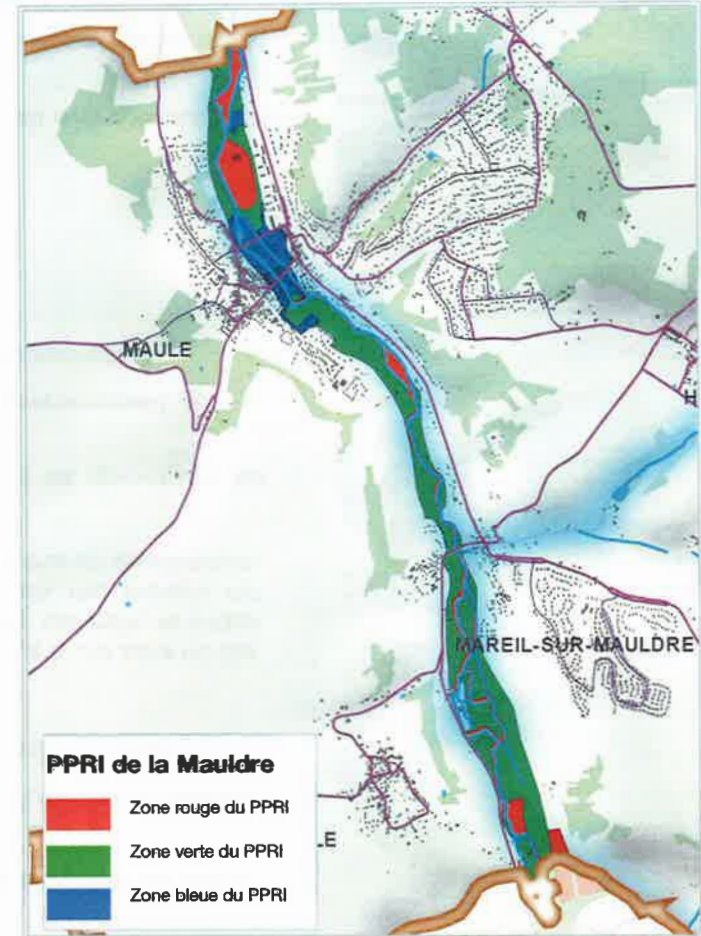 MAULE
H
MAREIL-SUR-MAULDRE
PPRI de la Mauldre
Zone rouge du PPRI
LE
Zone verte du PPRI
Zone bleue du PPRI